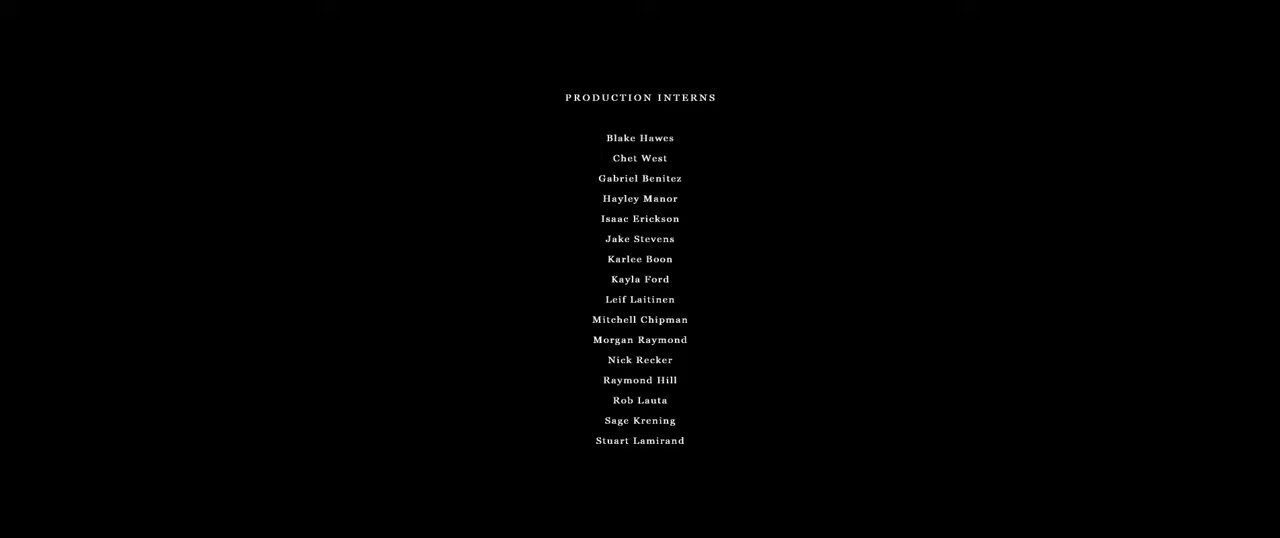 PRODUCTION INTERNS
Blake Hawes
Chet West
Gabriel Benitez
Hayley Manor
Isaac Erickson
Jake Stevens
Karlee Boon
Kayla Ford
Leif Laitinen
Mitchell Chipman
Morgan Raymond
Nick Recker
Raymond Hill
Rob Lauta
Sage Krening
Stuart Lamirand